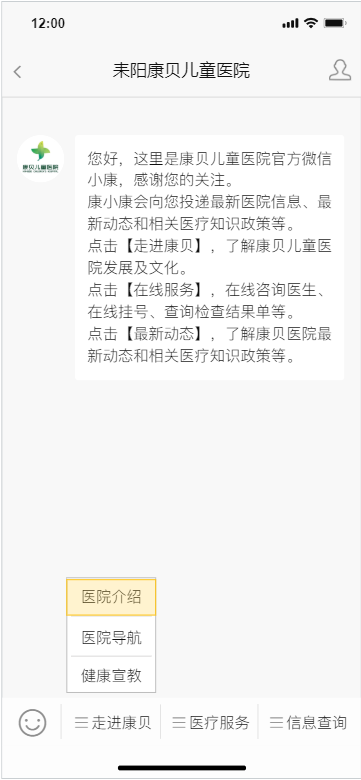 12:00
耒阳康贝儿童医院
康贝儿童医院
您好，这里是康贝儿童医院官方微信
小康，感谢您的关注。
康小康会向您投递最新医院信息、最
新动态和相关医疗知识政策等。
点击【走进康贝】，了解康贝儿童医
院发展及文化。
点击【在线服务】，在线咨询医生、
在线挂号、查询检查结果单等。
点击【最新动态】，了解康贝医院最
新动态和相关医疗知识政策等。
医院介绍
医院导航
健康宣教
走进康贝 医疗服务 信息查询